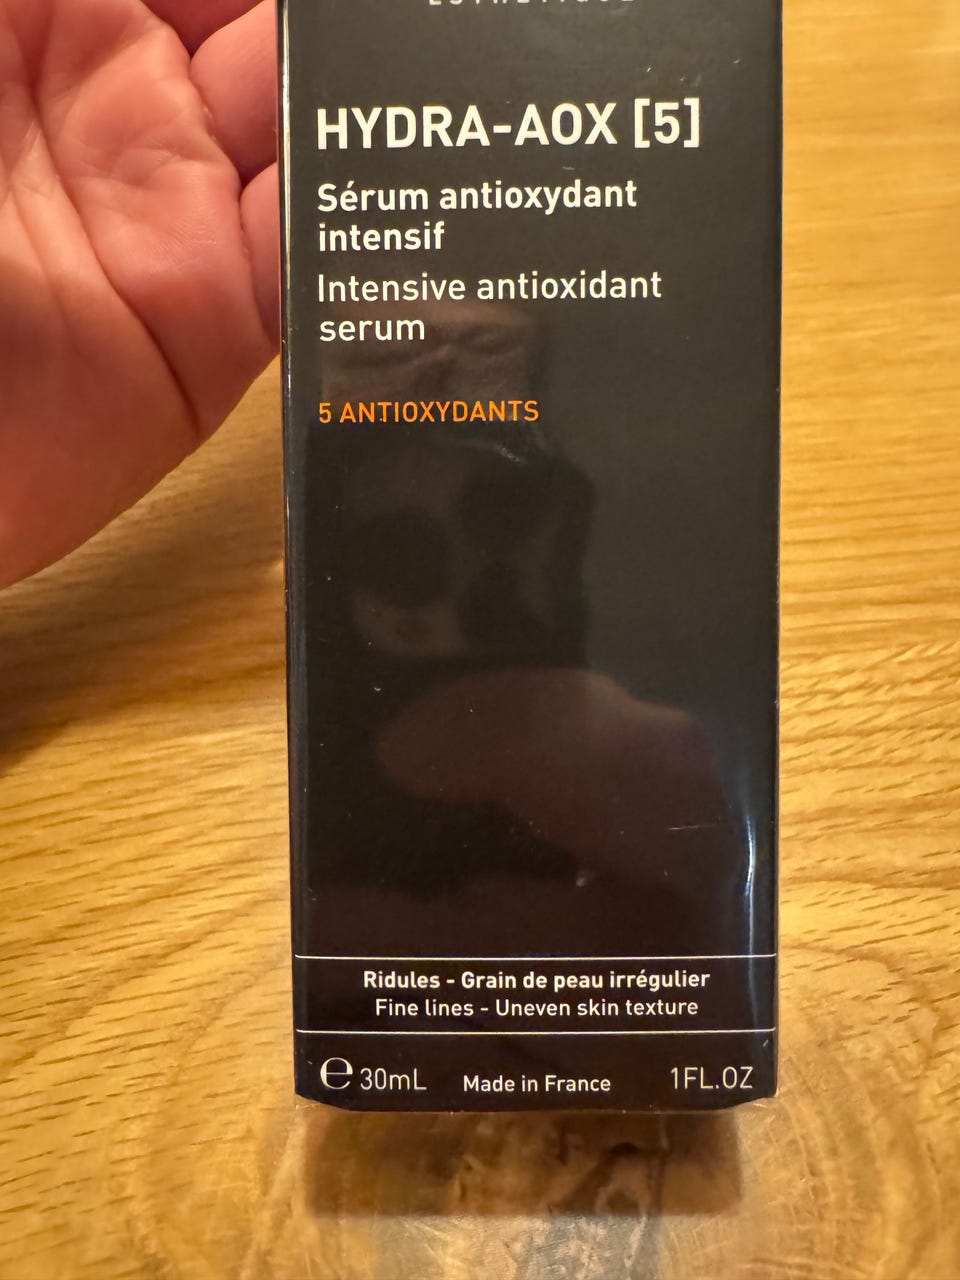 ESTHETIQUE
HYDRA-AOX [5]
Sérum antioxydant
intensif
Intensive antioxidant
serum
5 ANTIOXYDANTS
Ridules - Grain de peau irrégulier
Fine lines - Uneven skin texture
℮ 30mL Made in France 1FL.OZ